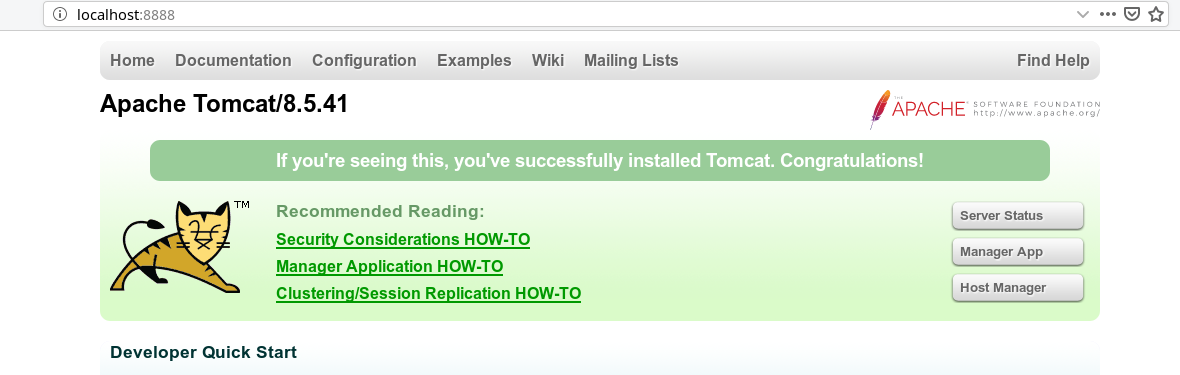 localhost:8888
Home Documentation Configuration Examples Wiki Mailing Lists Find Help
Apache Tomcat/8.5.41
THE
APACHE® SOFTWARE FOUNDATION
http://www.apache.org/
If you're seeing this, you've successfully installed Tomcat. Congratulations!
TM
Recommended Reading:
Security Considerations HOW-TO
Manager Application HOW-TO
Clustering/Session Replication HOW-TO
Server Status
Manager App
Host Manager
Developer Quick Start